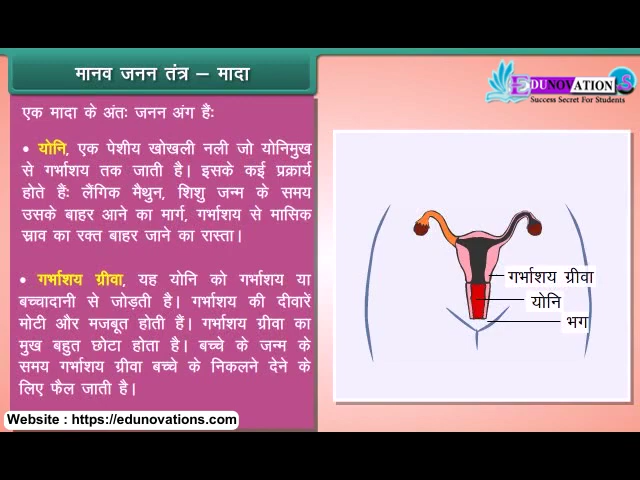 मानव जनन तंत्र – मादा
EDUNOVATIONS
Success Secret For Students
एक मादा के अंतः जनन अंग हैंः
• योनि, एक पेशीय खोखली नली जो योनिमुख
से गर्भाशय तक जाती है। इसके कई प्रकार्य
होते हैंः लैंगिक मैथुन, शिशु जन्म के समय
उसके बाहर आने का मार्ग, गर्भाशय से मासिक
स्राव का रक्त बाहर जाने का रास्ता।
• गर्भाशय ग्रीवा, यह योनि को गर्भाशय या
बच्चादानी से जोड़ती है। गर्भाशय की दीवारें
मोटी और मजबूत होती हैं। गर्भाशय ग्रीवा का
मुख बहुत छोटा होता है। बच्चे के जन्म के
समय गर्भाशय ग्रीवा बच्चे के निकलने देने के
लिए फैल जाती है।
गर्भाशय ग्रीवा
योनि
भग
Website : https://edunovations.com